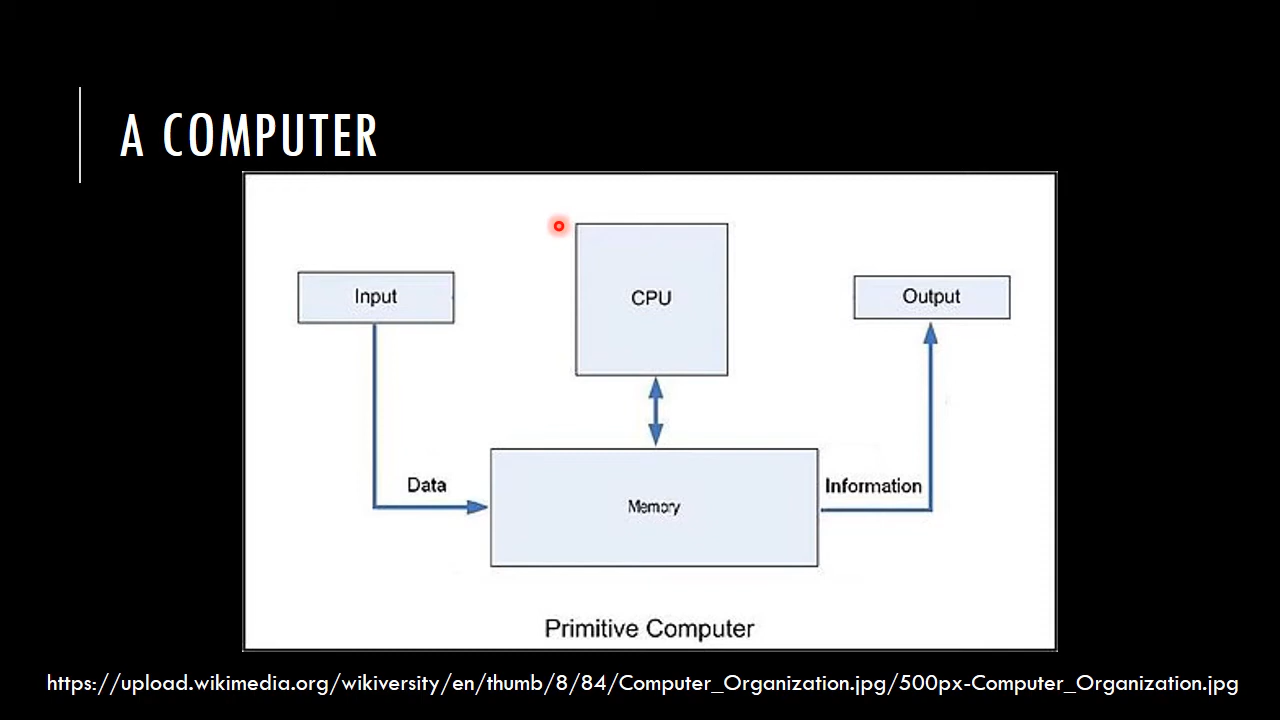 A COMPUTER
Input
CPU
Output
Data
Memory
Information
Primitive Computer
https://upload.wikimedia.org/wikiversity/en/thumb/8/84/Computer_Organization.jpg/500px-Computer_Organization.jpg